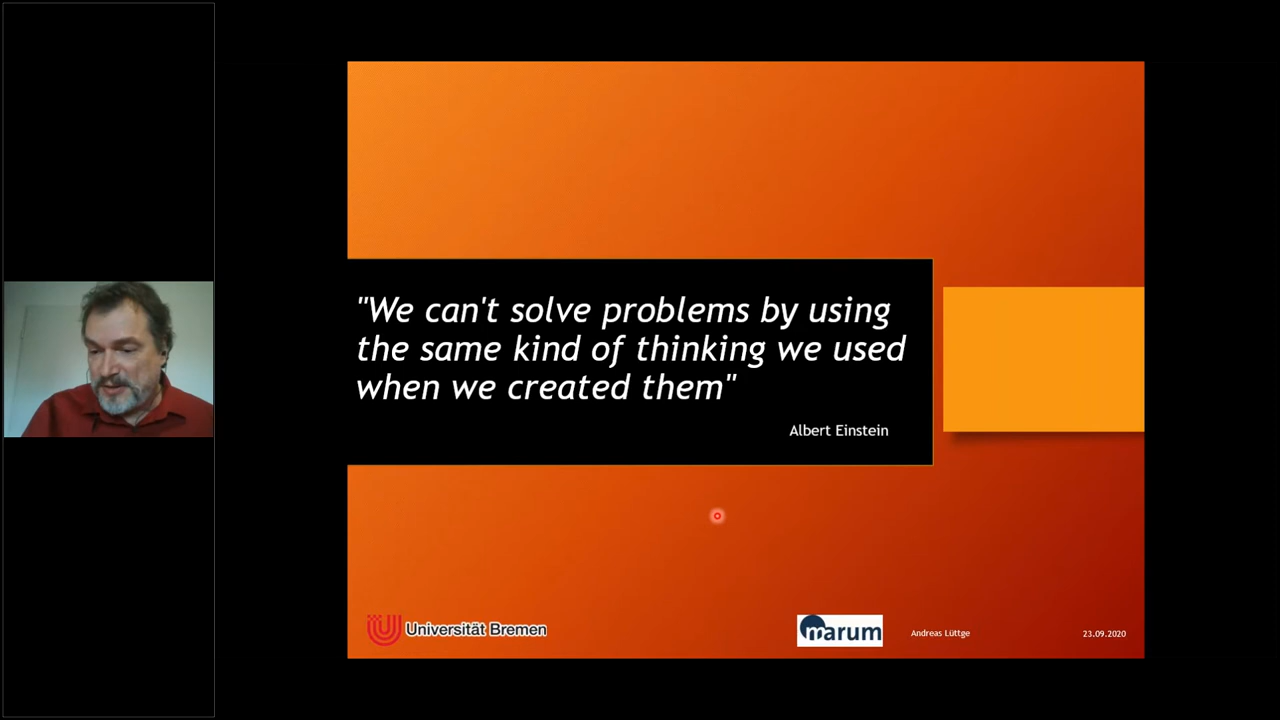 "We can't solve problems by using
the same kind of thinking we used
when we created them"
Albert Einstein
Universität Bremen
marum
Andreas Lüttge
23.09.2020